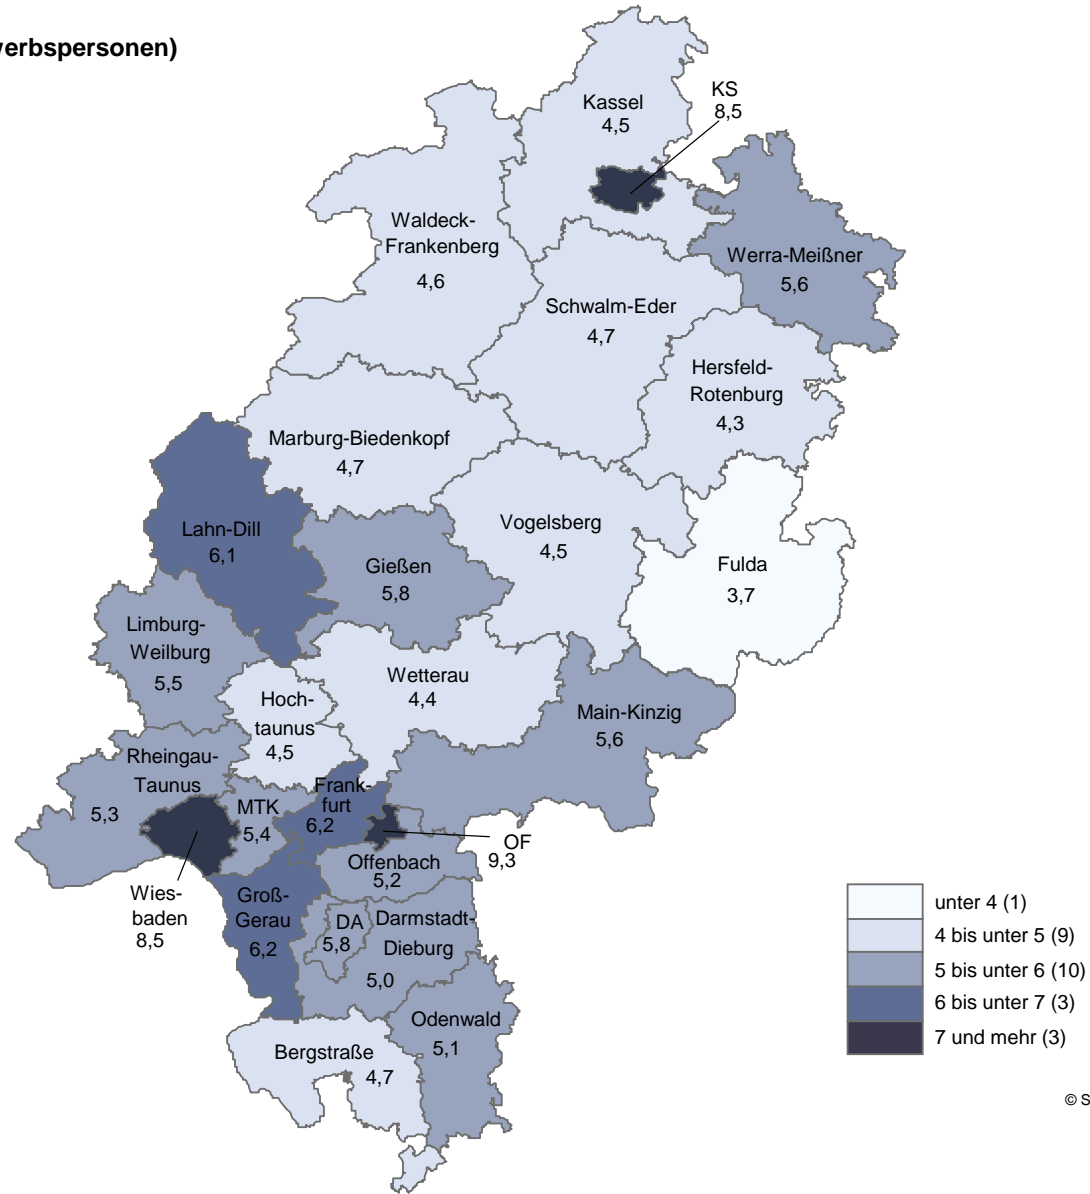 verbspersonen)
Kassel
4,5
KS
8,5
Waldeck-
Frankenberg
4,6
Werra-Meißner
5,6
Schwalm-Eder
4,7
Hersfeld-
Rotenburg
4,3
Marburg-Biedenkopf
4,7
Lahn-Dill
6,1
Gießen
5,8
Vogelsberg
4,5
Fulda
3,7
Limburg-
Weilburg
5,5
Wetterau
4,4
Hoch-
taunus
4,5
Main-Kinzig
5,6
Rheingau-
Taunus
5,3
MTK
5,4
Frank-
furt
6,2
OF
9,3
Offenbach
5,2
Wies-
baden
8,5
Groß-
Gerau
6,2
DA
5,8
Darmstadt-
Dieburg
5,0
Odenwald
5,1
Bergstraße
4,7
unter 4 (1)
4 bis unter 5 (9)
5 bis unter 6 (10)
6 bis unter 7 (3)
7 und mehr (3)
© S